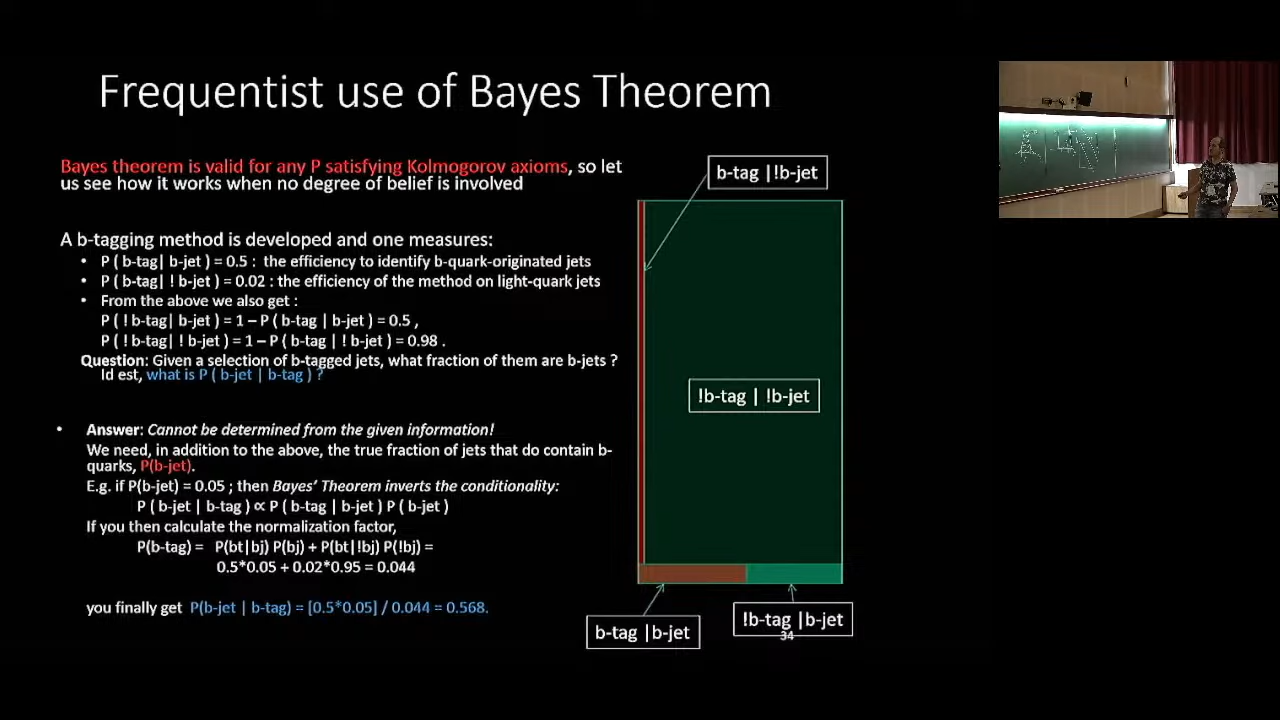 Frequentist use of Bayes Theorem
Bayes theorem is valid for any P satisfying Kolmogorov axioms, so let
us see how it works when no degree of belief is involved
A b-tagging method is developed and one measures:
• P ( b-tag| b-jet ) = 0.5 : the efficiency to identify b-quark-originated jets
• P ( b-tag| ! b-jet ) = 0.02 : the efficiency of the method on light-quark jets
• From the above we also get :
P ( ! b-tag| b-jet ) = 1 – P ( b-tag | b-jet ) = 0.5 ,
P ( ! b-tag| ! b-jet ) = 1 – P ( b-tag | ! b-jet ) = 0.98 .
Question: Given a selection of b-tagged jets, what fraction of them are b-jets ?
Id est, what is P ( b-jet | b-tag ) ?
• Answer: Cannot be determined from the given information!
We need, in addition to the above, the true fraction of jets that do contain b-
quarks, P(b-jet).
E.g. if P(b-jet) = 0.05 ; then Bayes' Theorem inverts the conditionality:
P ( b-jet | b-tag ) ∝ P ( b-tag | b-jet ) P ( b-jet )
If you then calculate the normalization factor,
P(b-tag) = P(bt|bj) P(bj) + P(bt|!bj) P(!bj) =
0.5*0.05 + 0.02*0.95 = 0.044
you finally get P(b-jet | b-tag) = [0.5*0.05] / 0.044 = 0.568.
b-tag |!b-jet
!b-tag | !b-jet
b-tag |b-jet
!b-tag |b-jet
34